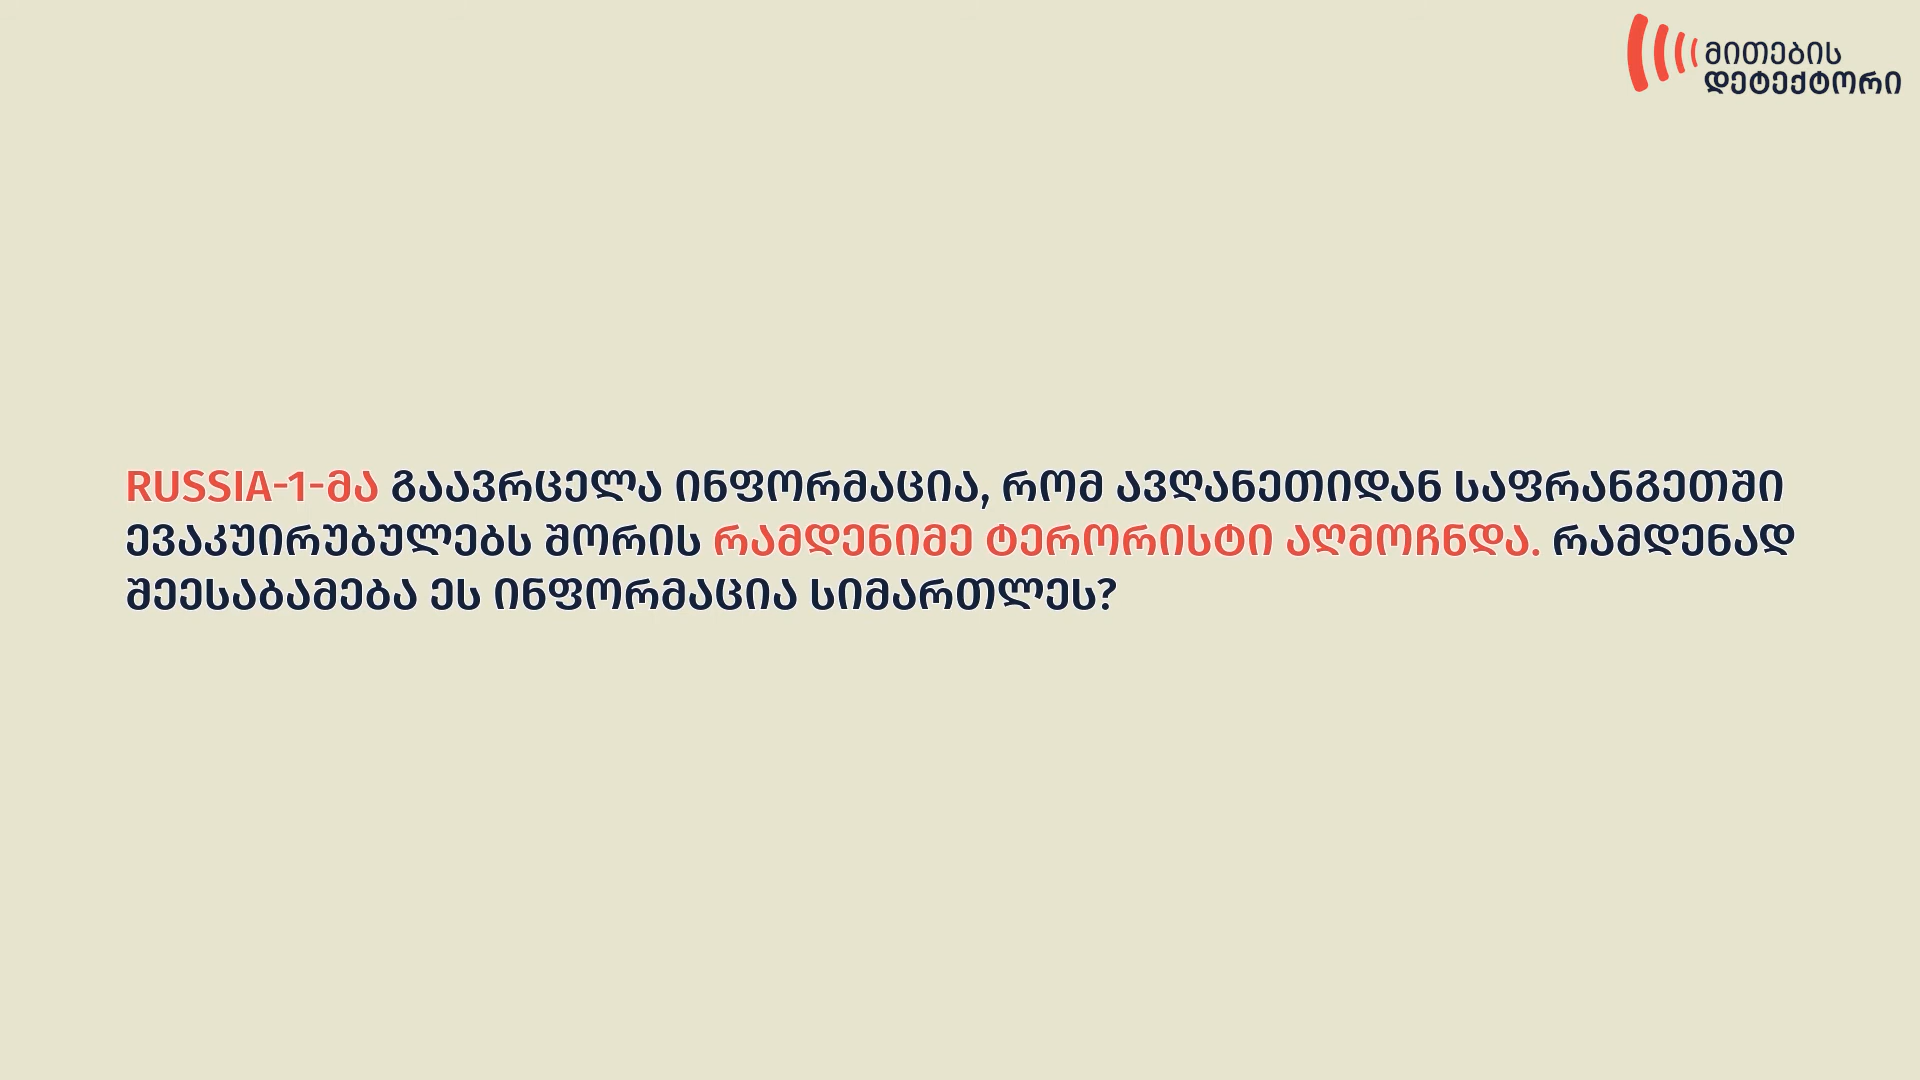 მითების
დეტექტორი
RUSSIA-1-მა გაავრცელა ინფორმაცია, რომ ავღანეთიდან საფრანგეთში
ევაკუირუბულებს შორის რამდენიმე ტერორისტი აღმოჩნდა. რამდენად
შეესაბამება ეს ინფორმაცია სიმართლეს?